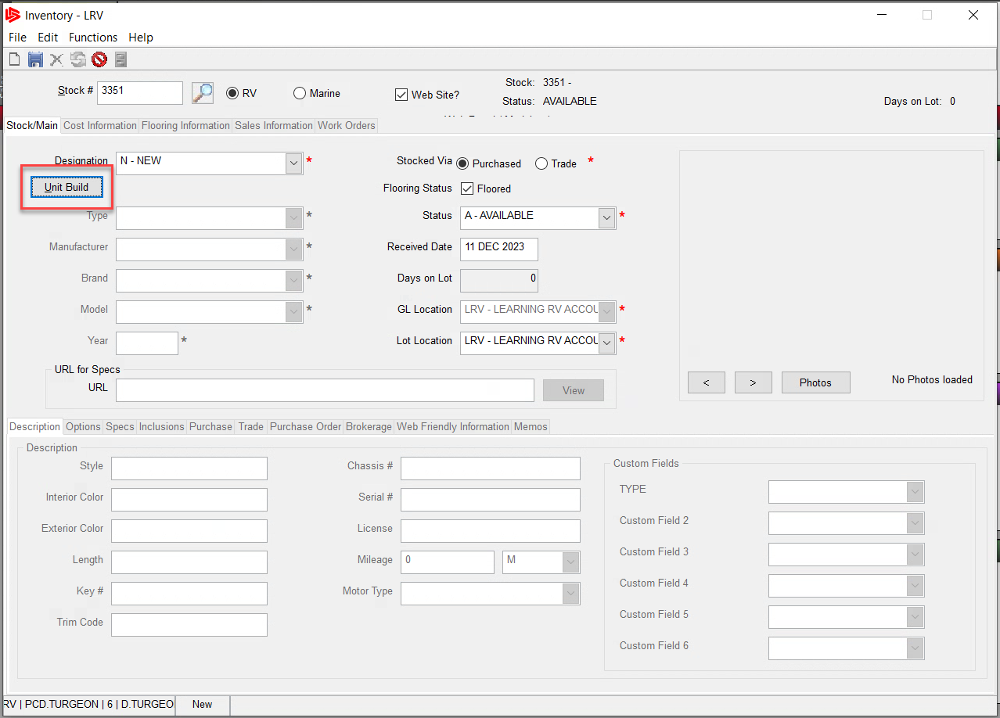 Inventory - LRV
File Edit Functions Help
Stock # 3351 RV Marine Web Site? Stock: 3351 -
Status: AVAILABLE Days on Lot: 0
Stock/Main Cost Information Flooring Information Sales Information Work Orders
Designation N - NEW * Stocked Via Purchased Trade *
Unit Build Flooring Status Floored
Type * Status A - AVAILABLE *
Manufacturer * Received Date 11 DEC 2023
Brand * Days on Lot 0
Model * GL Location LRV - LEARNING RV ACCOU *
Year * Lot Location LRV - LEARNING RV ACCOU *
URL for Specs
URL View
< > Photos No Photos loaded
Description Options Specs Inclusions Purchase Trade Purchase Order Brokerage Web Friendly Information Memos
Description
Style Chassis # Custom Fields
TYPE
Interior Color Serial #
Custom Field 2
Exterior Color License
Custom Field 3
Length Mileage 0 M
Custom Field 4
Key # Motor Type
Custom Field 5
Trim Code
Custom Field 6
RV | PCD.TURGEON | 6 | D.TURGEO New